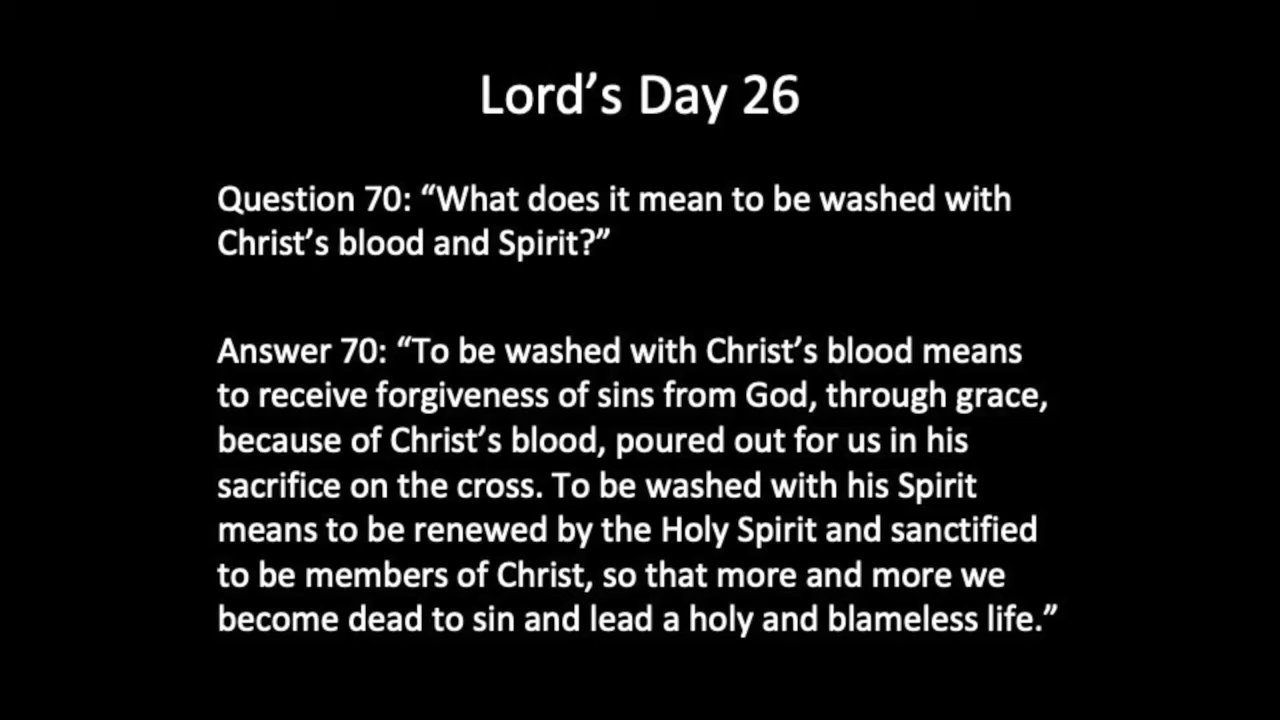 Lord’s Day 26
Question 70: “What does it mean to be washed with
Christ’s blood and Spirit?”
Answer 70: “To be washed with Christ’s blood means
to receive forgiveness of sins from God, through grace,
because of Christ’s blood, poured out for us in his
sacrifice on the cross. To be washed with his Spirit
means to be renewed by the Holy Spirit and sanctified
to be members of Christ, so that more and more we
become dead to sin and lead a holy and blameless life.”